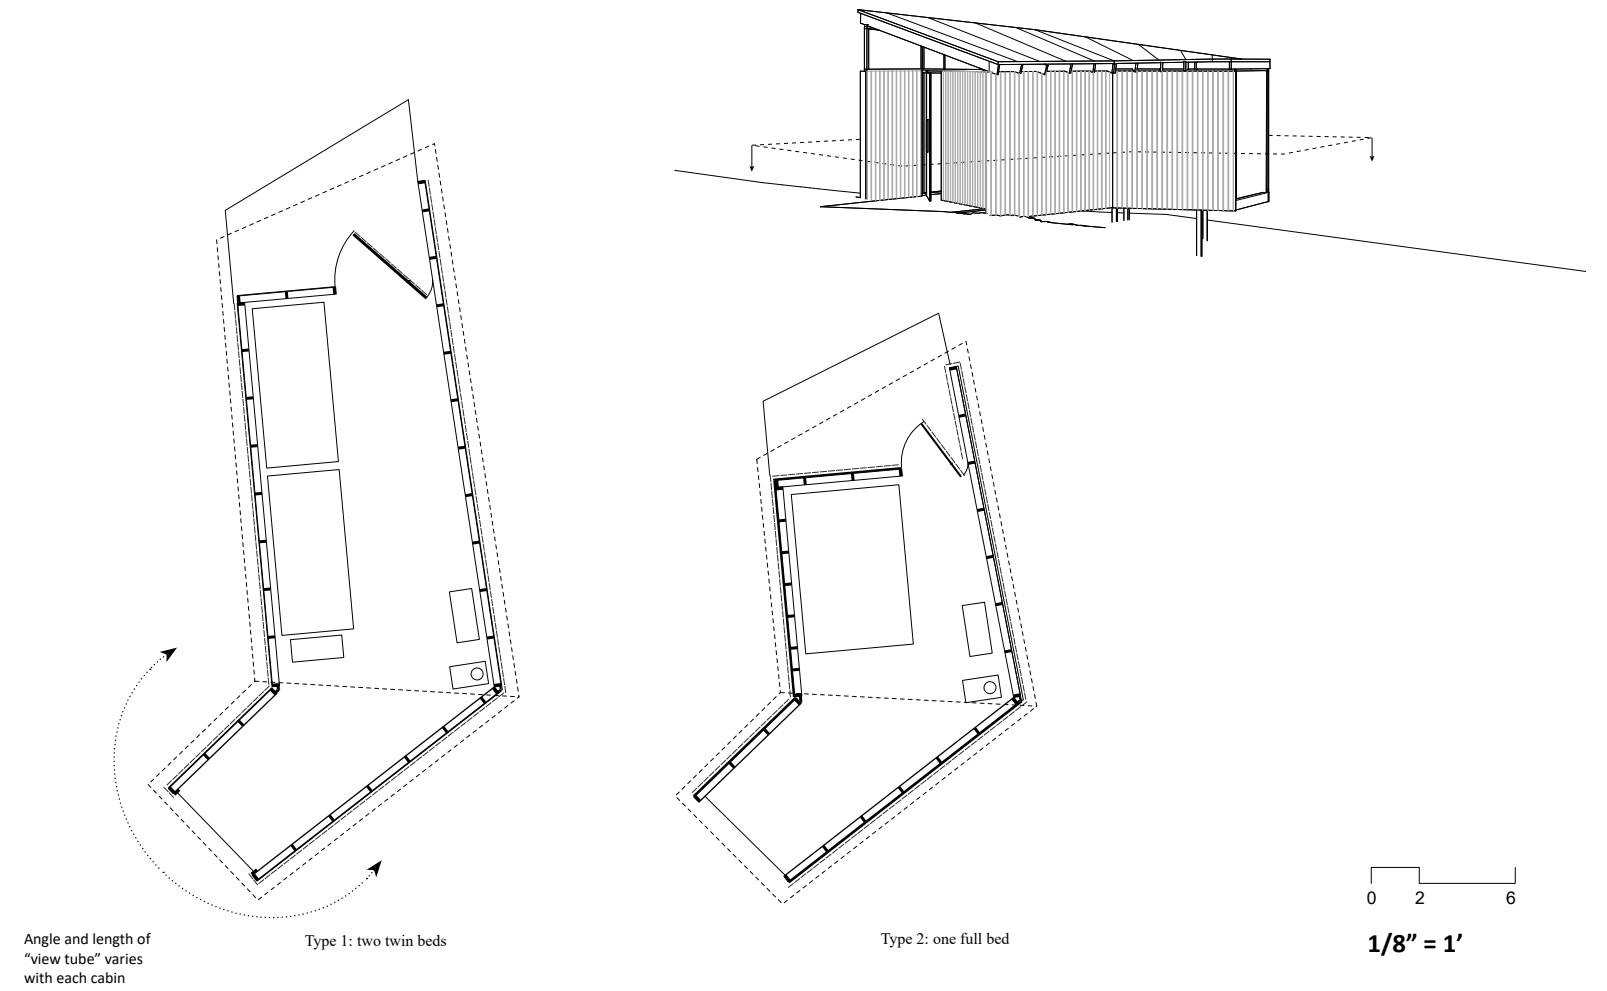 0 2 6
1/8” = 1’
Angle and length of
“view tube” varies
with each cabin
Type 1: two twin beds
Type 2: one full bed